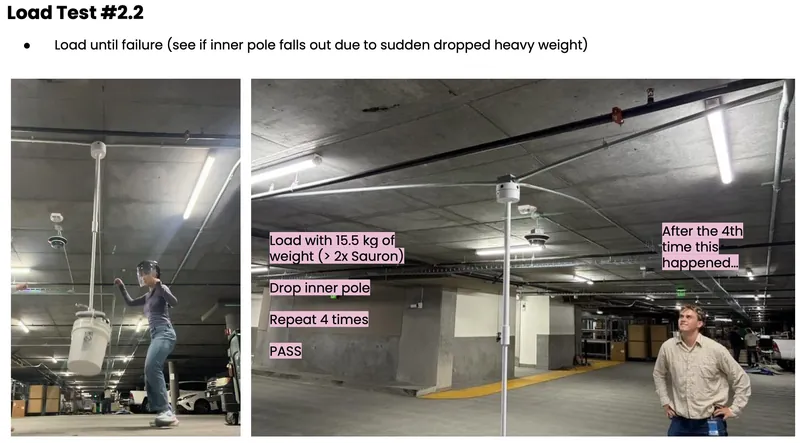 Load Test #2.2
● Load until failure (see if inner pole falls out due to sudden dropped heavy weight)
Load with 15.5 kg of
weight (> 2x Sauron)
Drop inner pole
Repeat 4 times
PASS
After the 4th
time this
happened...